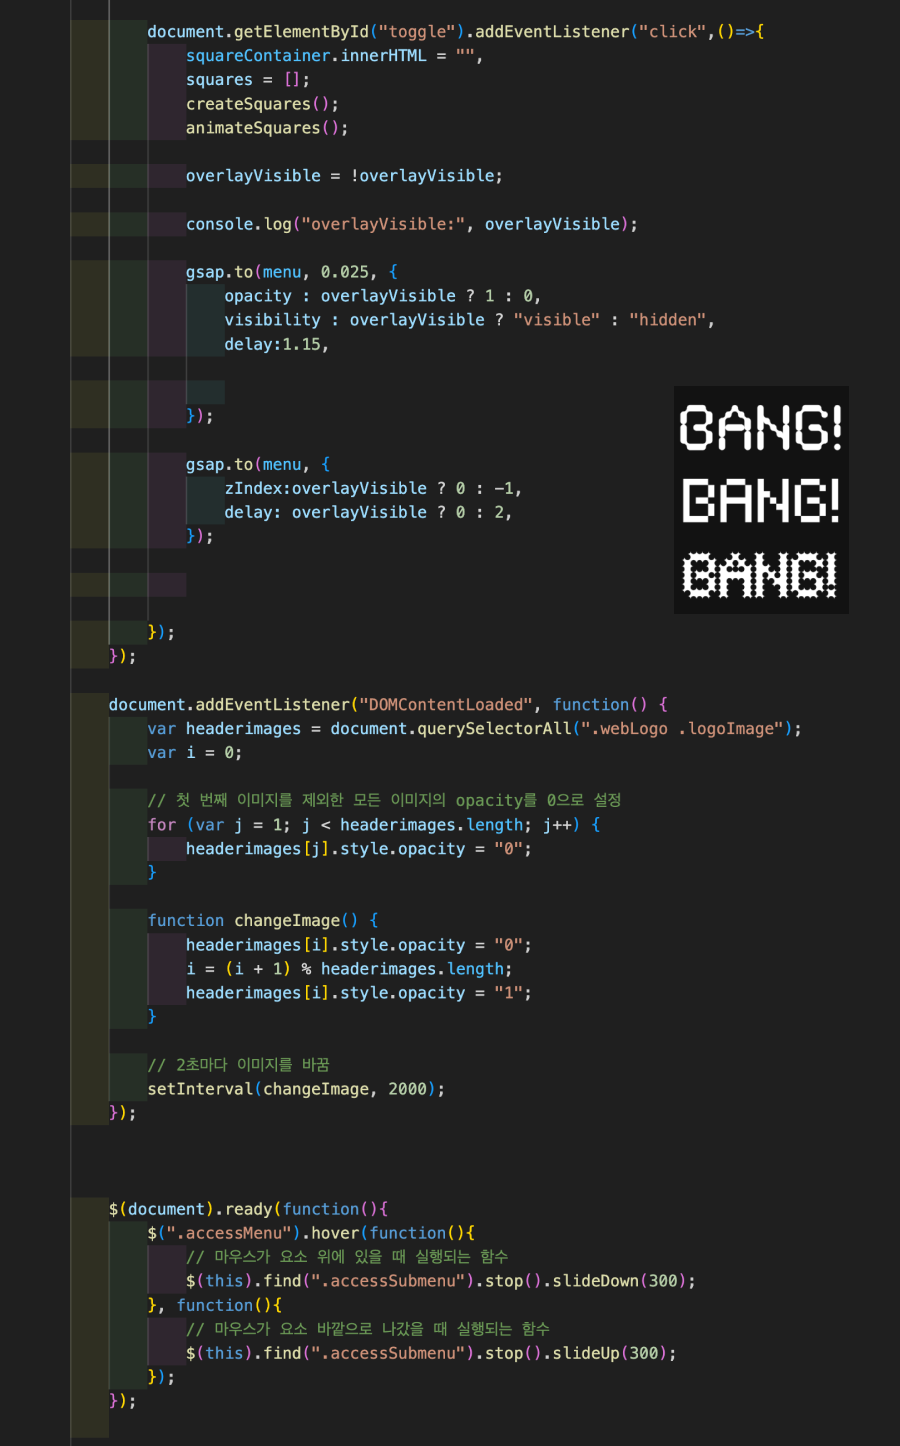 document.getElementById("toggle").addEventListener("click",()=>{
squareContainer.innerHTML = "",
squares = [];
createSquares();
animateSquares();
overlayVisible = !overlayVisible;
console.log("overlayVisible:", overlayVisible);
gsap.to(menu, 0.025, {
opacity : overlayVisible ? 1 : 0,
visibility : overlayVisible ? "visible" : "hidden",
delay:1.15,
});
gsap.to(menu, {
zIndex:overlayVisible ? 0 : -1,
delay: overlayVisible ? 0 : 2,
});
BANG!
BANG!
BANG!
});
});
document.addEventListener("DOMContentLoaded", function() {
var headerimages = document.querySelectorAll(".webLogo .logoImage");
var i = 0;
// 첫 번째 이미지를 제외한 모든 이미지의 opacity를 0으로 설정
for (var j = 1; j < headerimages.length; j++) {
headerimages[j].style.opacity = "0";
}
function changeImage() {
headerimages[i].style.opacity = "0";
i = (i + 1) % headerimages.length;
headerimages[i].style.opacity = "1";
}
// 2초마다 이미지를 바꿈
setInterval(changeImage, 2000);
});
$(document).ready(function(){
$(".accessMenu").hover(function(){
// 마우스가 요소 위에 있을 때 실행되는 함수
$(this).find(".accessSubmenu").stop().slideDown(300);
}, function(){
// 마우스가 요소 바깥으로 나갔을 때 실행되는 함수
$(this).find(".accessSubmenu").stop().slideUp(300);
});
});